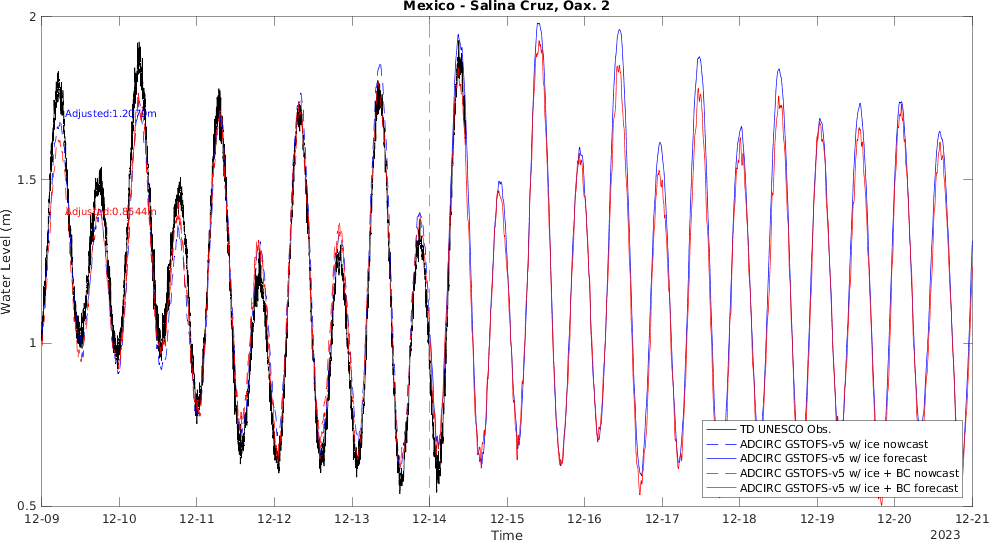 Mexico - Salina Cruz, Oax. 2
2
1.5
1
0.5
Water Level (m)
Adjusted:1.2079m
Adjusted:0.8544m
TD UNESCO Obs.
ADCIRC GSTOFS-v5 w/ ice nowcast
ADCIRC GSTOFS-v5 w/ ice forecast
ADCIRC GSTOFS-v5 w/ ice + BC nowcast
ADCIRC GSTOFS-v5 w/ ice + BC forecast
12-09 12-10 12-11 12-12 12-13 12-14 12-15 12-16 12-17 12-18 12-19 12-20 12-21
Time
2023